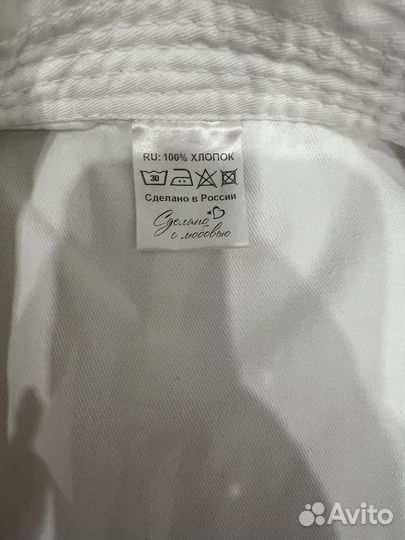 RU: 100% ХЛОПОК
30
Сделано в России
Сделано
с любовью
Avito